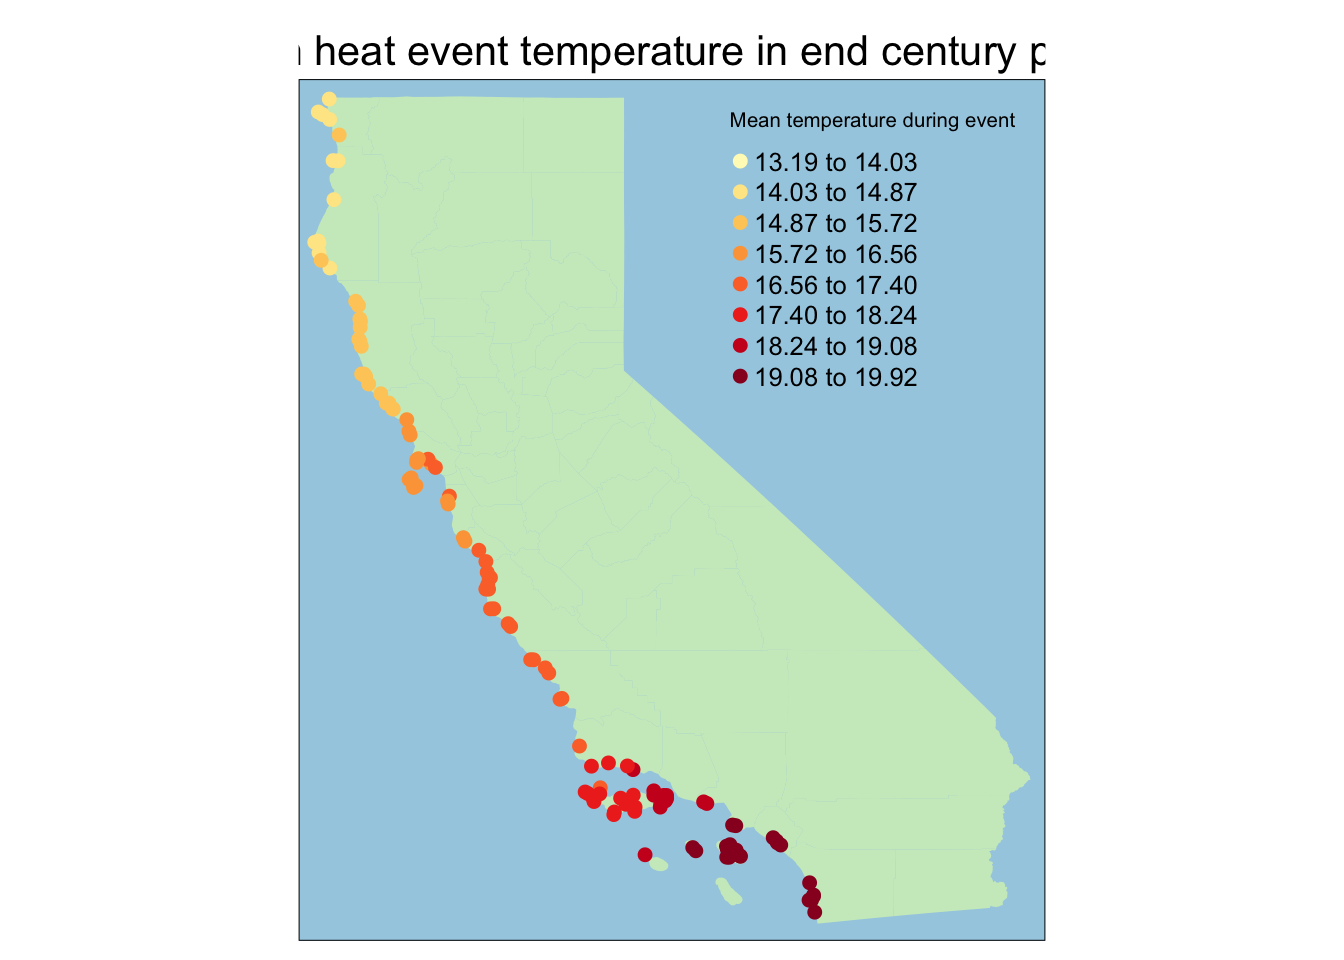 heat event temperature in end century
Mean temperature during event
13.19 to 14.03
14.03 to 14.87
14.87 to 15.72
15.72 to 16.56
16.56 to 17.40
17.40 to 18.24
18.24 to 19.08
19.08 to 19.92